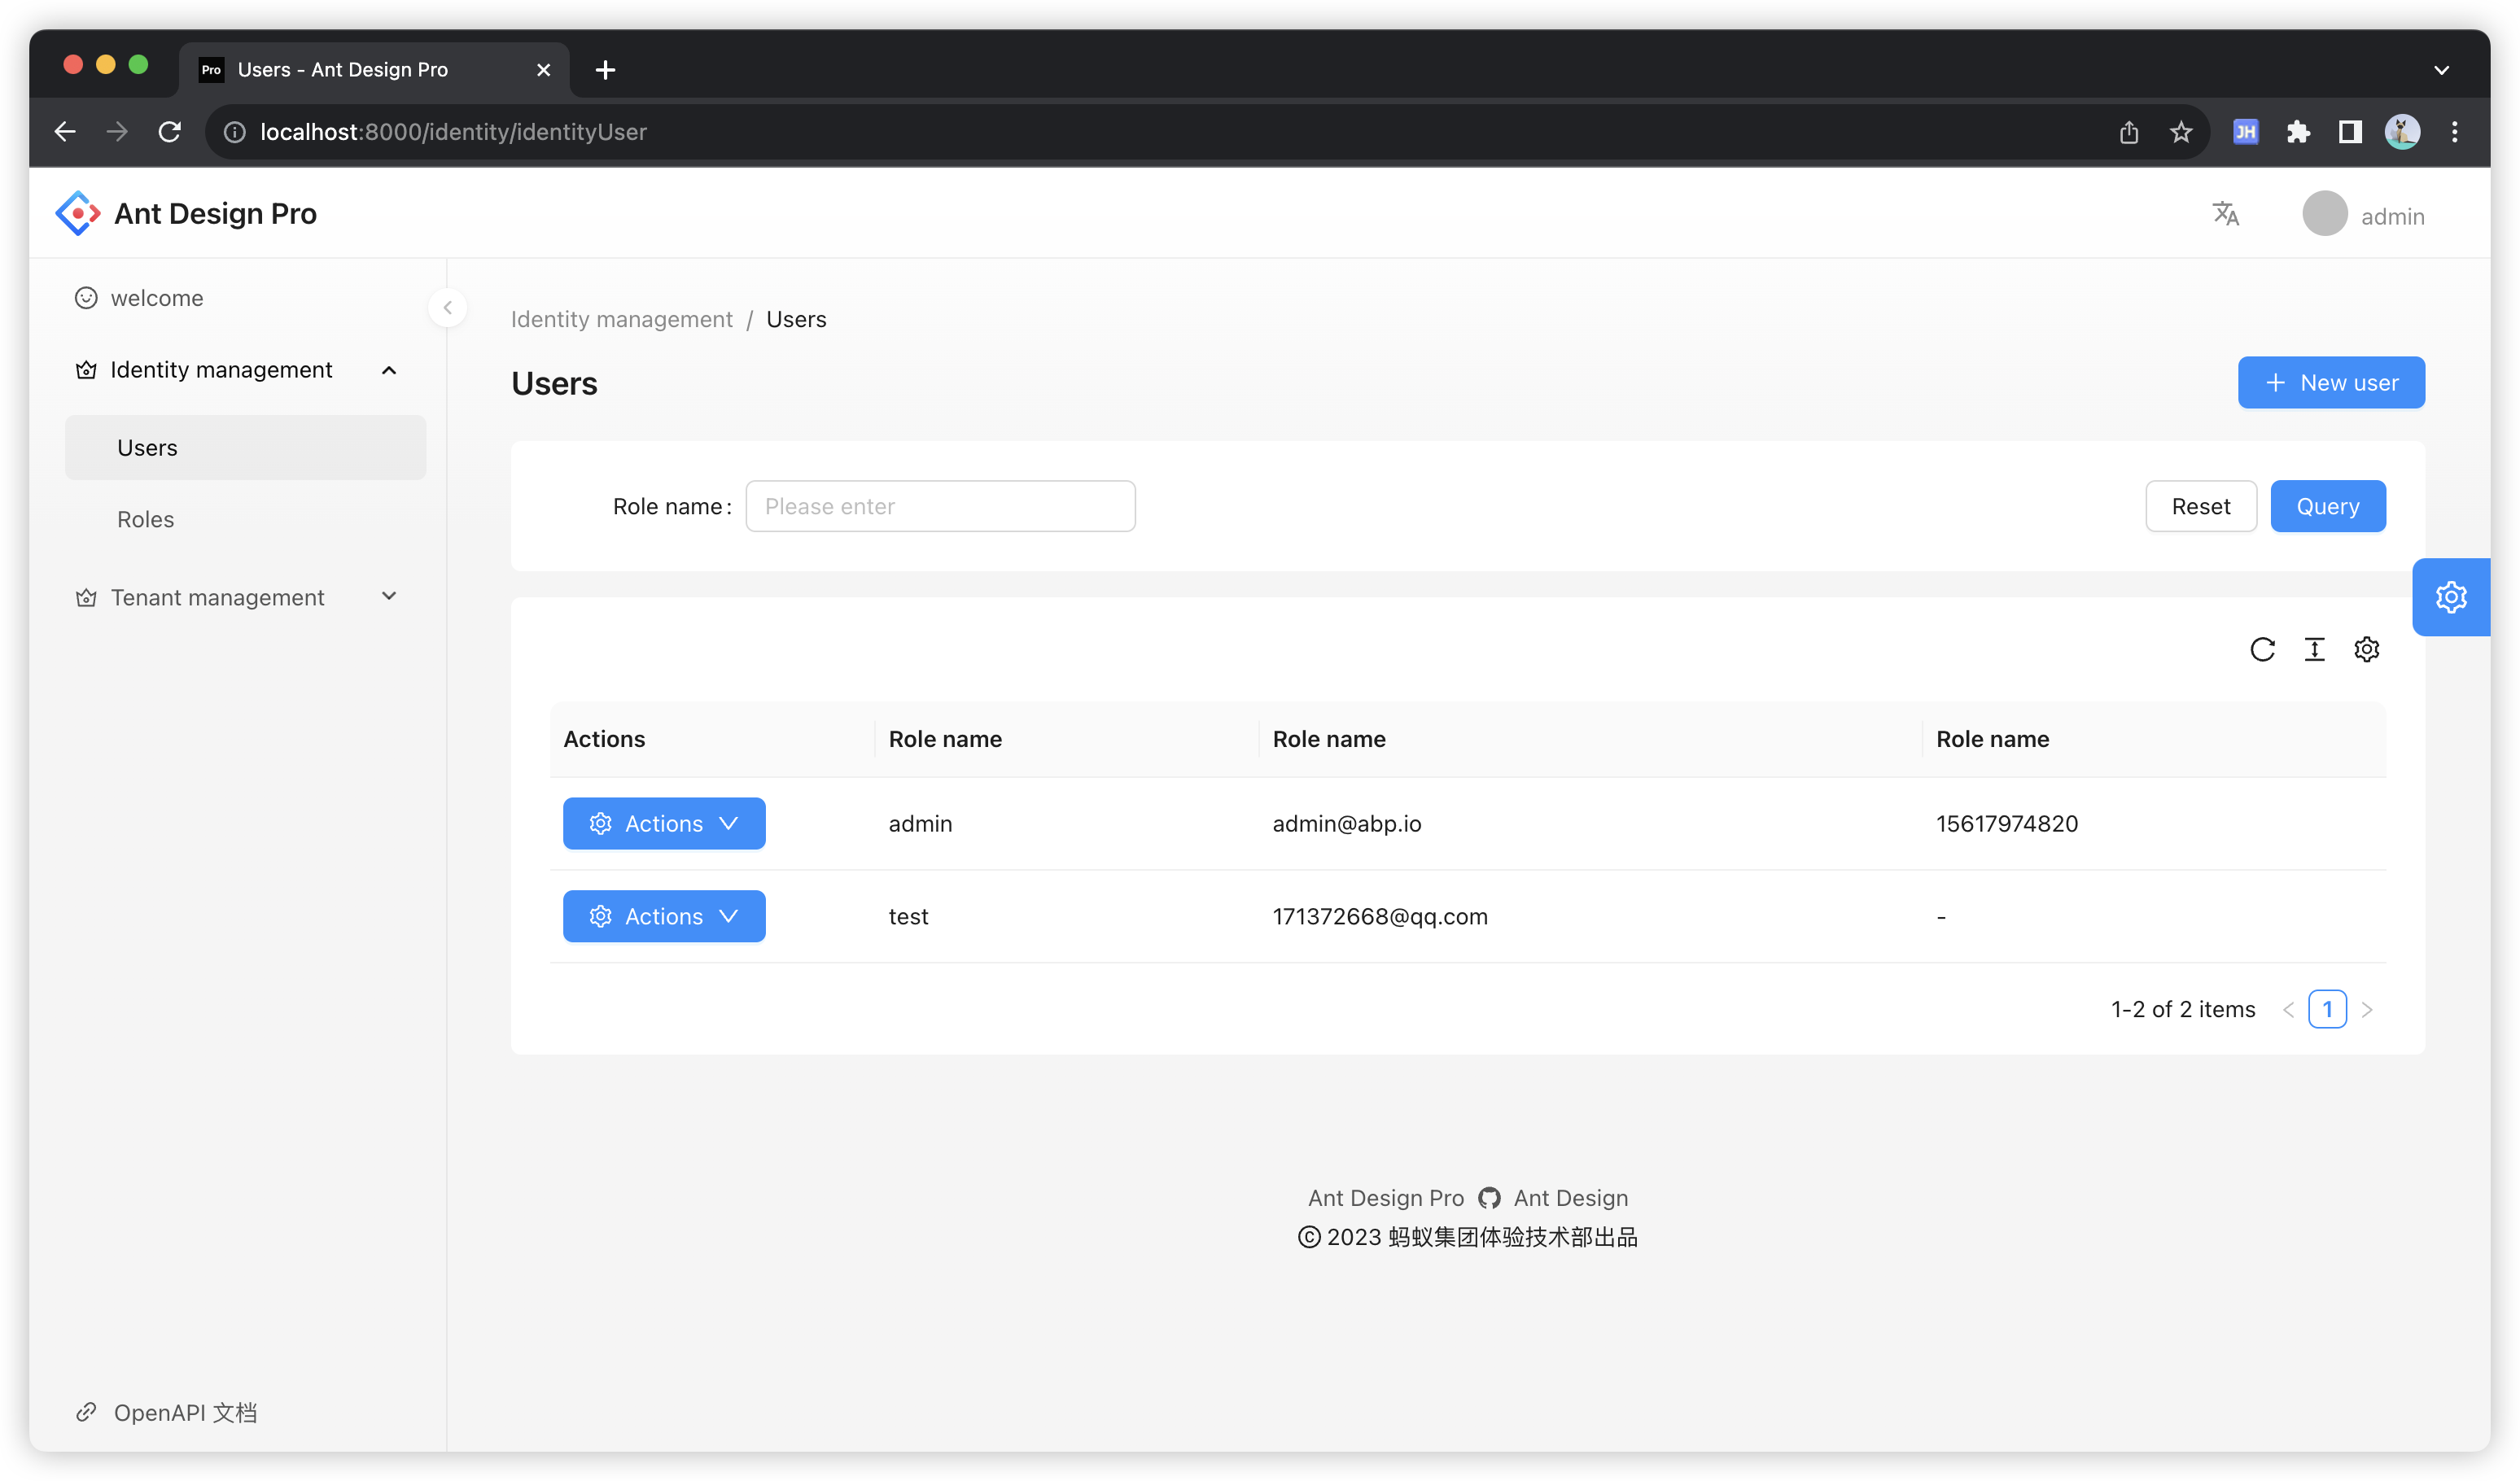 Pro Users - Ant Design Pro
localhost:8000/identity/identityUser
JH
Ant Design Pro
admin
welcome
Identity management
Users
Roles
Tenant management
OpenAPI 文档
Identity management / Users
Users
New user
Role name:
Please enter
Reset
Query
Actions Role name Role name Role name
Actions admin admin@abp.io 15617974820
Actions test 171372668@qq.com -
1-2 of 2 items
1
Ant Design Pro Ant Design
© 2023 蚂蚁集团体验技术部出品